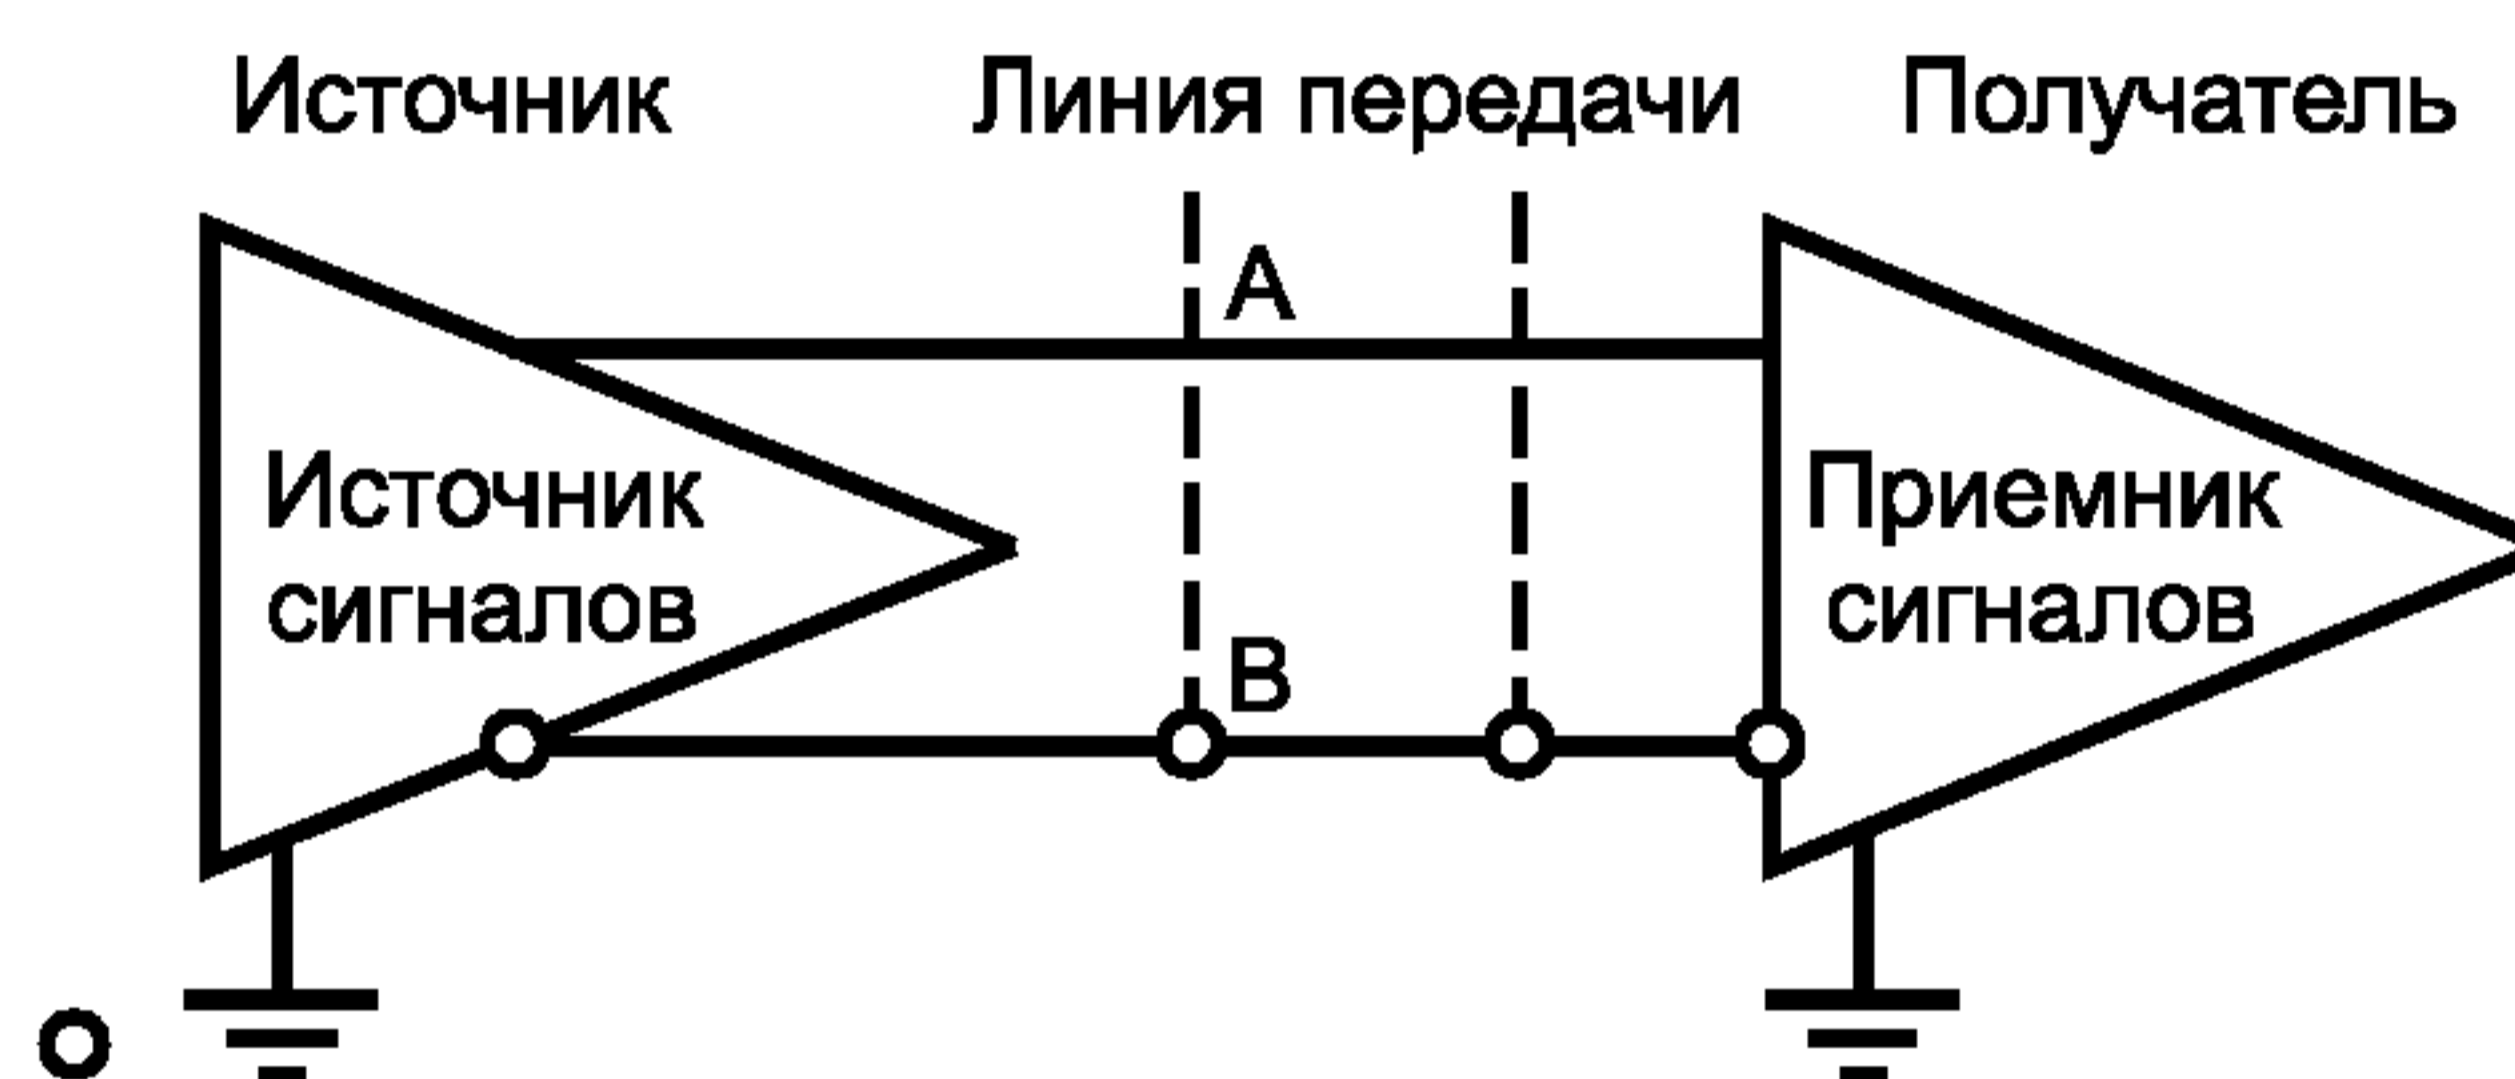 Источник Линия передачи Получатель
A
Источник Приемник
сигналов сигналов
B